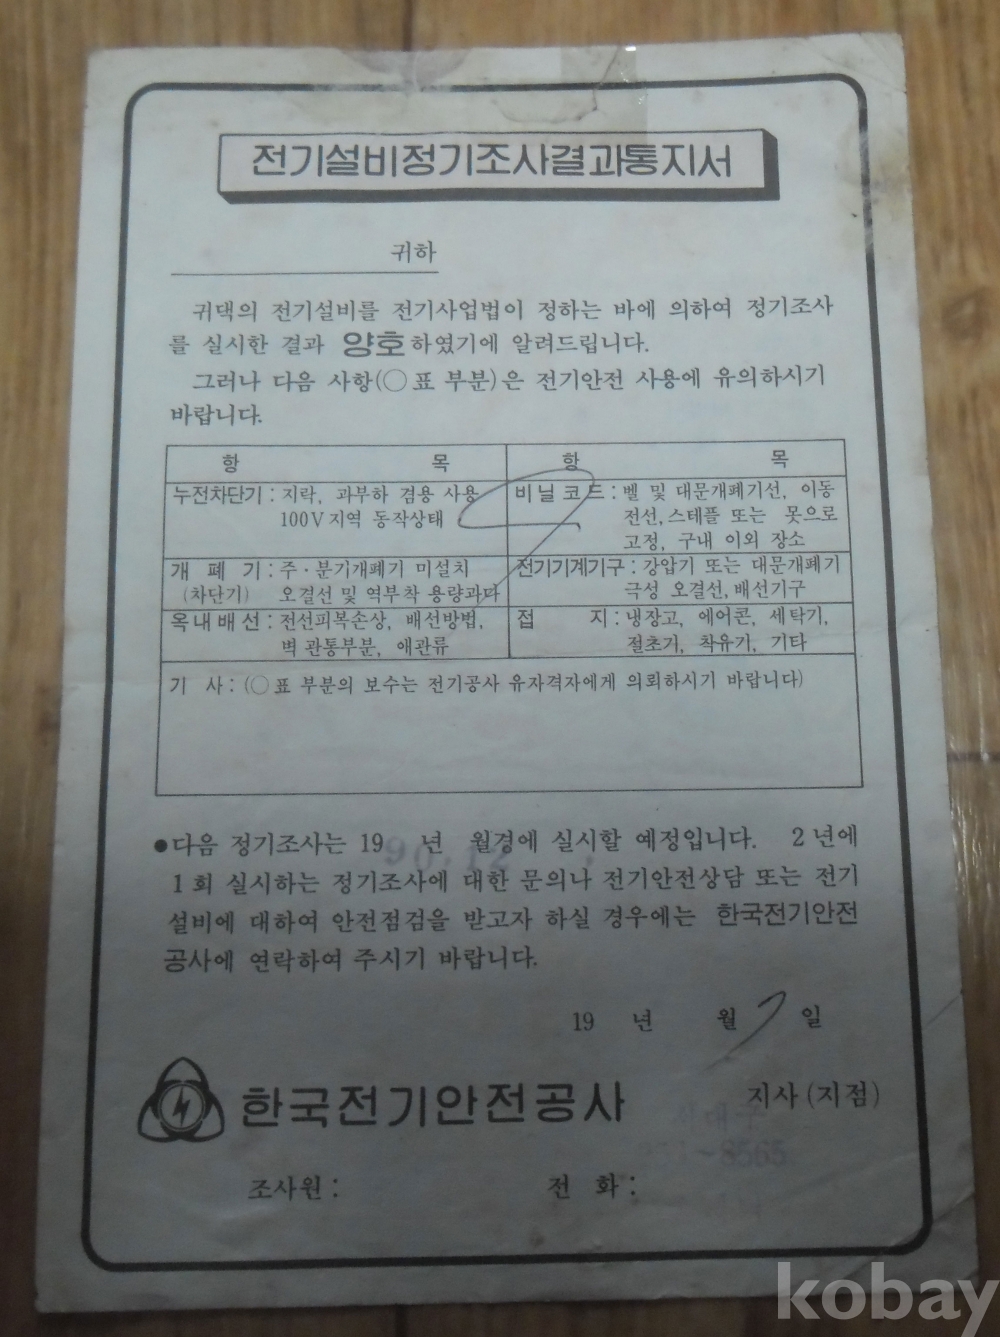 전기설비정기조사결과통지서
귀하
귀댁의 전기설비를 전기사업법이 정하는 바에 의하여 정기조사
를 실시한 결과 양호하였기에 알려드립니다.
그러나 다음 사항(○표 부분)은 전기안전 사용에 유의하시기
바랍니다.
항 목 항 목
누전차단기 : 지락, 과부하 겸용 사용
100V 지역 동작상태
비닐코드 : 벨 및 대문개폐기선, 이동
전선, 스테플 또는 못으로
고정, 구내 이외 장소
개 폐 기 : 주·분기개폐기 미설치
(차단기) 오결선 및 역부착 용량과다
전기기계기구 : 강압기 또는 대문개폐기
극성 오결선, 배선기구
옥내배선 : 전선피복손상, 배선방법,
벽 관통부분, 애관류
접 지 : 냉장고, 에어콘, 세탁기,
절초기, 착유기, 기타
기 사 : (○표 부분의 보수는 전기공사 유자격자에게 의뢰하시기 바랍니다)
●다음 정기조사는 19 년 월경에 실시할 예정입니다. 2년에
90.12
1회 실시하는 정기조사에 대한 문의나 전기안전상담 또는 전기
설비에 대하여 안전점검을 받고자 하실 경우에는 한국전기안전
공사에 연락하여 주시기 바랍니다.
19 년 월 7 일
한국전기안전공사 지사(지점)
조사원 : 전 화 :
kobay